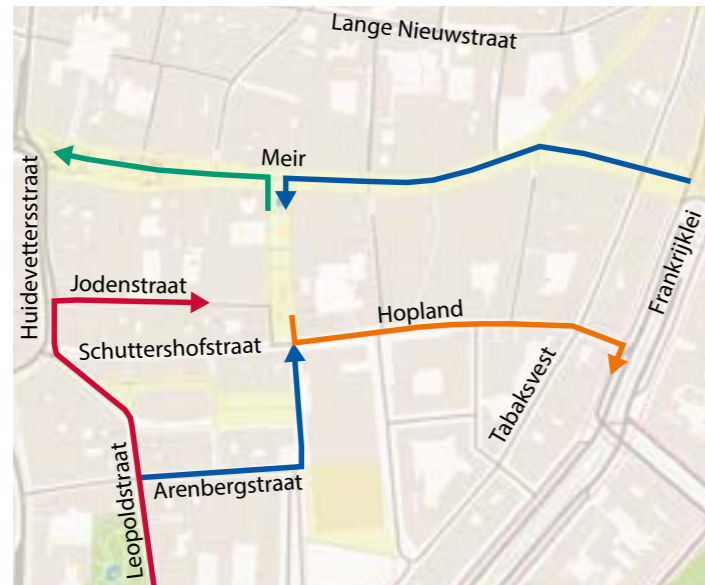 Lange Nieuwstraat
Meir
Huidevettersstraat
Frankrijklei
Jodenstraat
Hopland
Schuttershofstraat
Tabaksvest
Leopoldstraat
Arenbergstraat